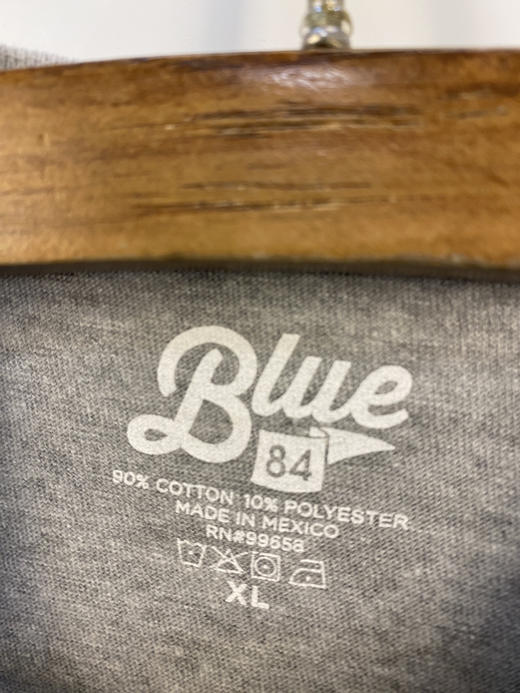 Blue
84
90% COTTON 10% POLYESTER
MADE IN MEXICO
RN#99658
XL